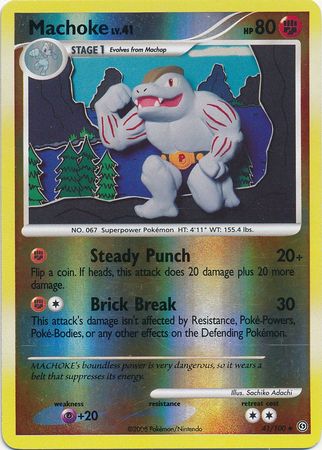 Machoke LV.41
HP 80
STAGE 1 Evolves from Machop
NO. 067 Superpower Pokémon HT: 4'11" WT: 155.4 lbs.
Steady Punch 20+
Flip a coin. If heads, this attack does 20 damage plus 20 more
damage.
Brick Break 30
This attack's damage isn't affected by Resistance, Poké-Powers,
Poké-Bodies, or any other effects on the Defending Pokémon.
MACHOKE's boundless power is very dangerous, so it wears a
belt that suppresses its energy.
Illus. Sachiko Adachi
weakness resistance retreat cost
+20
©2008 Pokémon/Nintendo 41/100